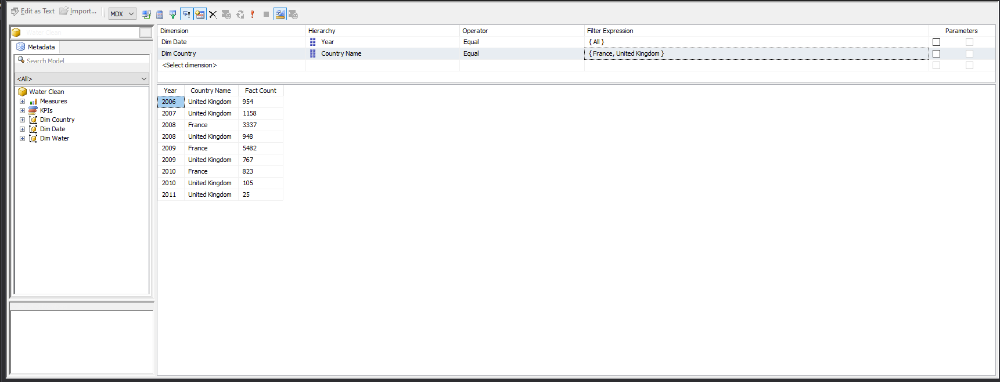 Edit as Text Import... MDX
Water Clean
Metadata
Search Model
<All>
Water Clean
Measures
KPIs
Dim Country
Dim Date
Dim Water
Dimension Hierarchy Operator Filter Expression Parameters
Dim Date Year Equal { All }
Dim Country Country Name Equal { France, United Kingdom }
<Select dimension>
Year Country Name Fact Count
2006 United Kingdom 954
2007 United Kingdom 1158
2008 France 3337
2008 United Kingdom 948
2009 France 5482
2009 United Kingdom 767
2010 France 823
2010 United Kingdom 105
2011 United Kingdom 25